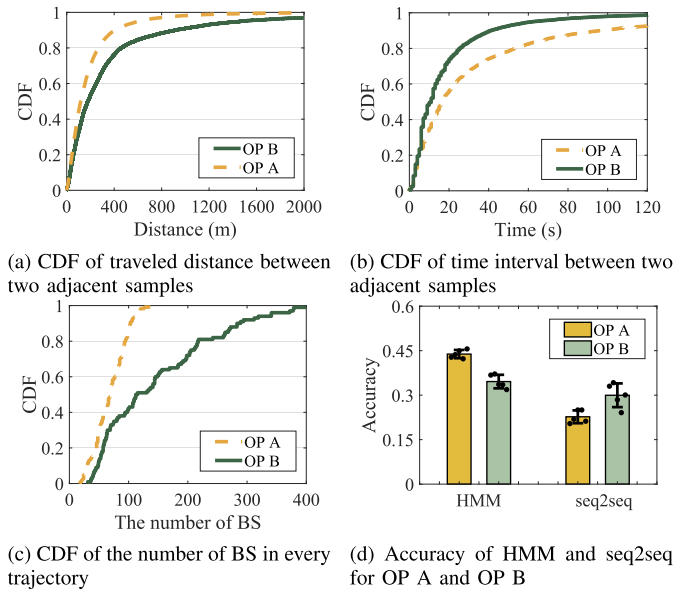 1
0.8
0.6
0.4
0.2
0
CDF
OP B
OP A
0 400 800 1200 1600 2000
Distance (m)
(a) CDF of traveled distance between
two adjacent samples
1
0.8
0.6
0.4
0.2
0
CDF
OP A
OP B
0 20 40 60 80 100 120
Time (s)
(b) CDF of time interval between two
adjacent samples
1
0.8
0.6
0.4
0.2
0
CDF
OP A
OP B
0 100 200 300 400
The number of BS
(c) CDF of the number of BS in every
trajectory
0.6
0.45
0.3
0.15
0
Accuracy
OP A
OP B
HMM seq2seq
(d) Accuracy of HMM and seq2seq
for OP A and OP B